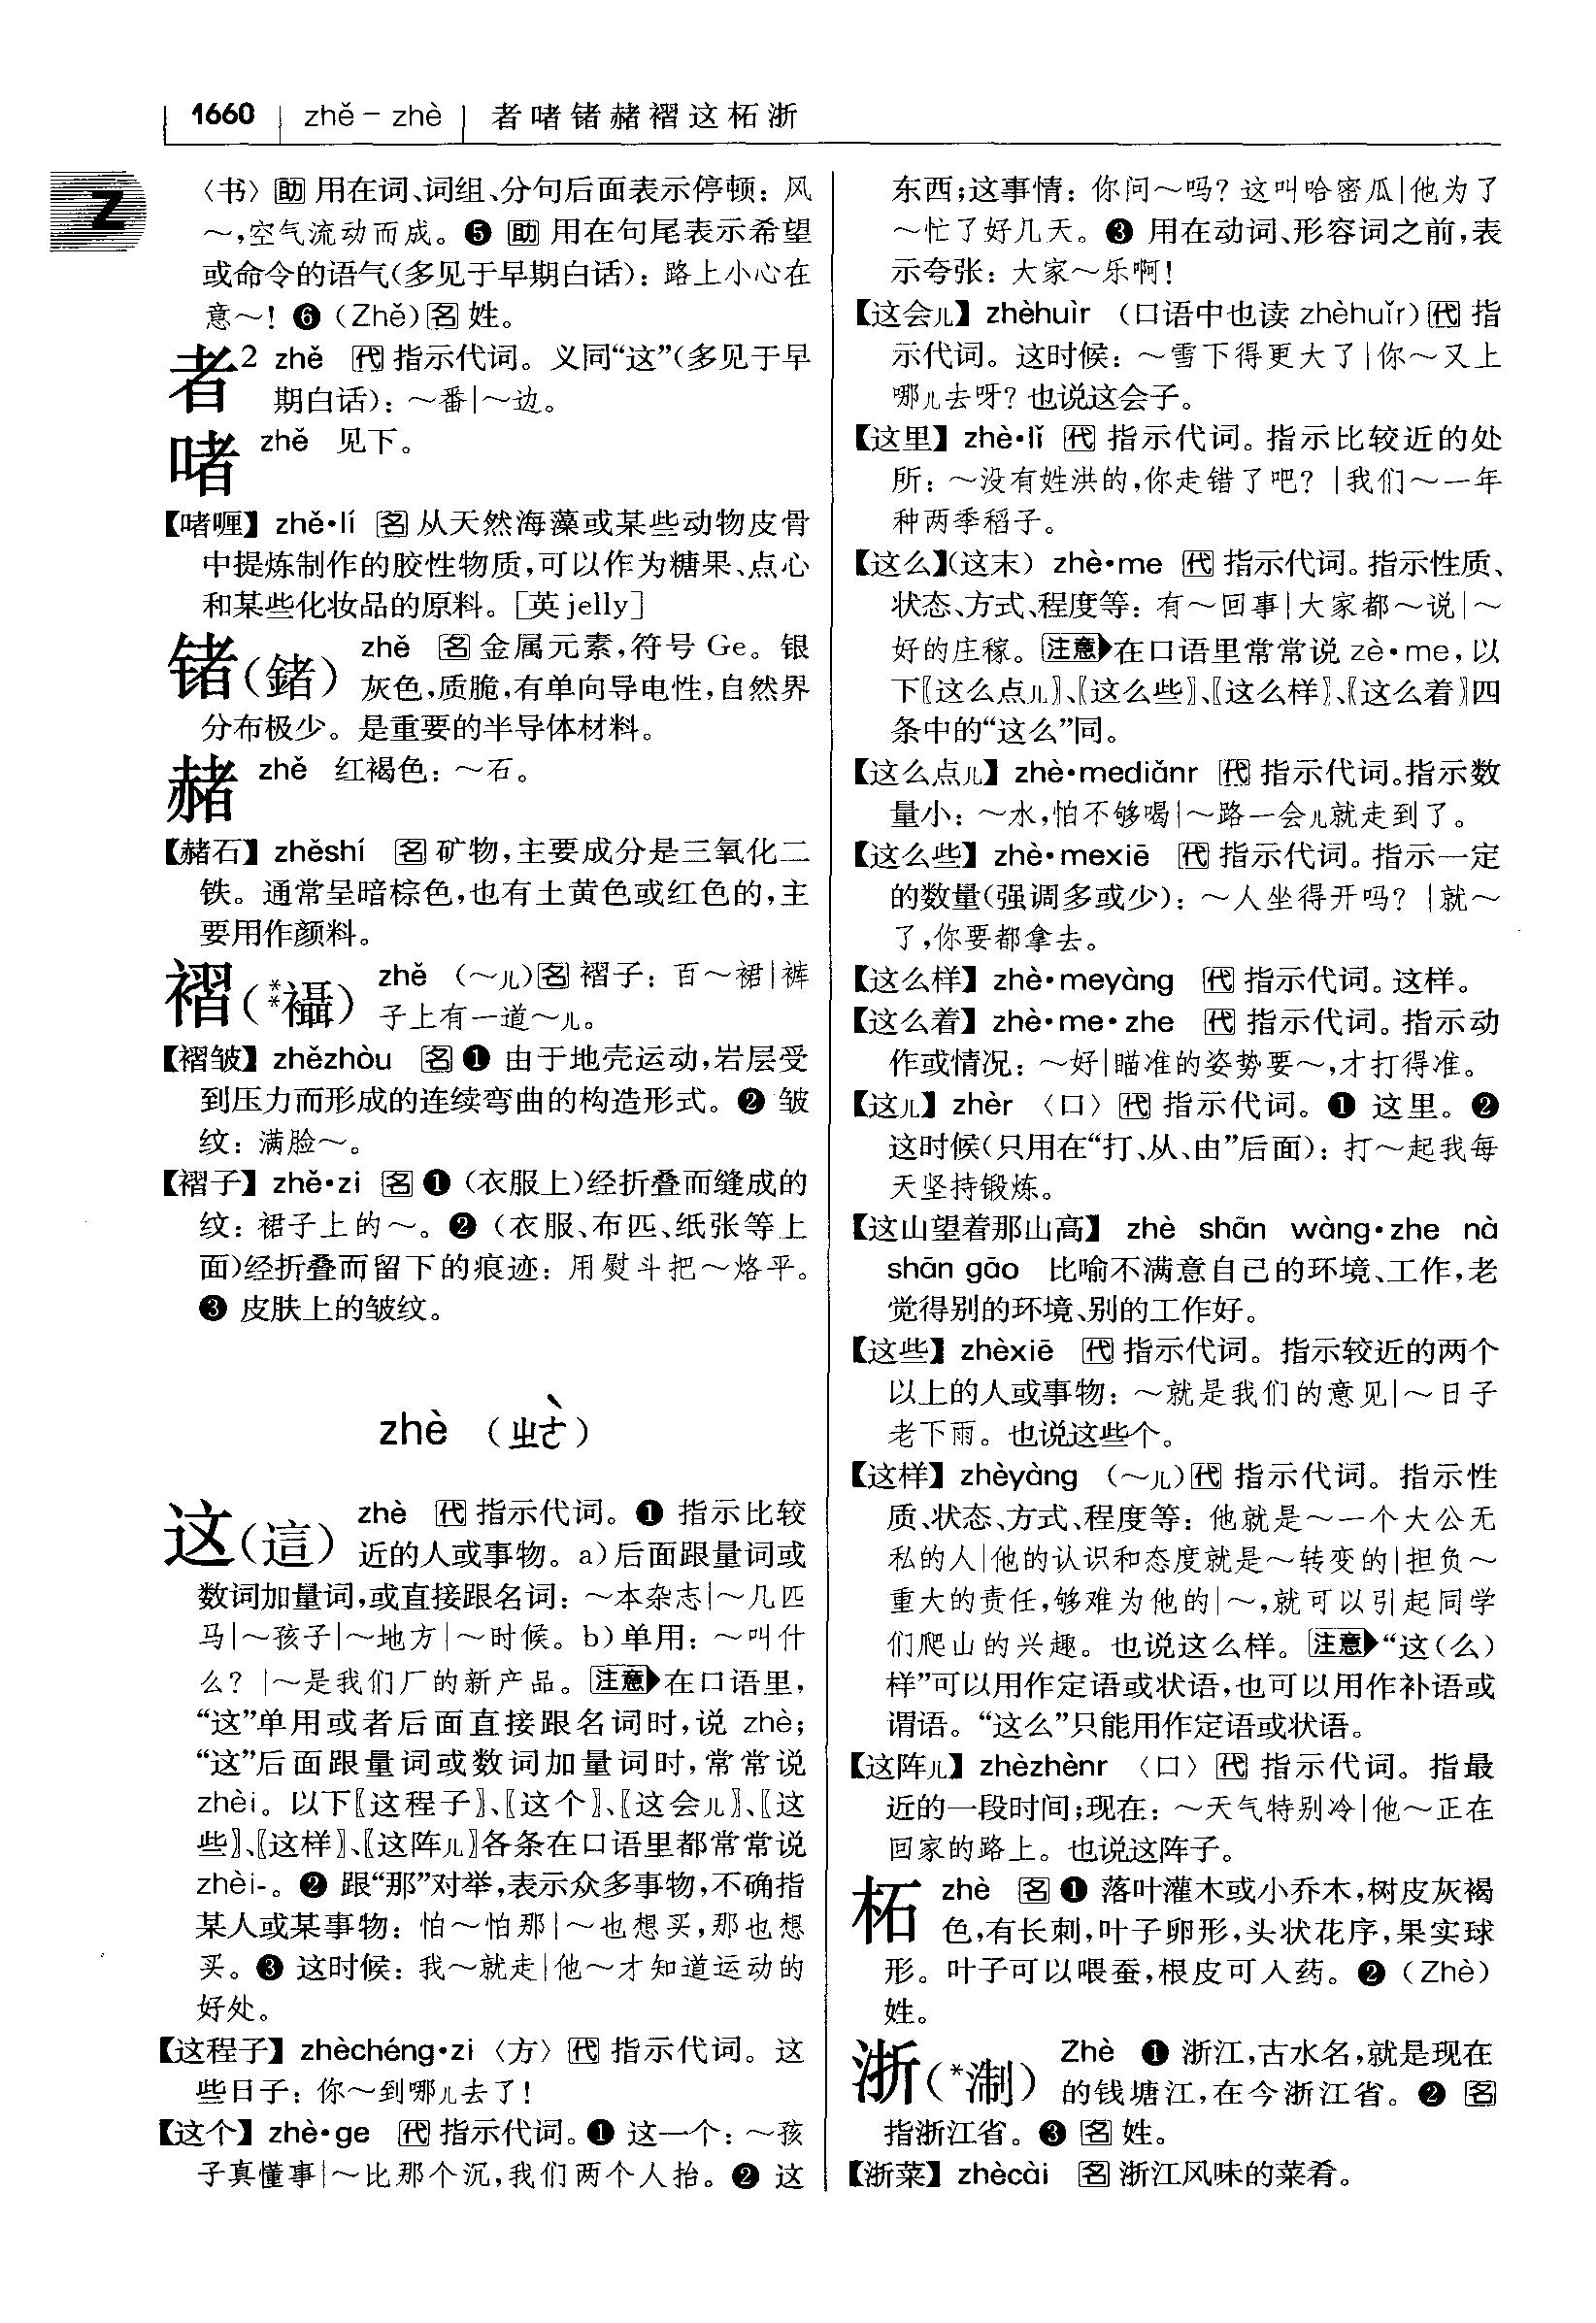 1660 zhě – zhè 者啫锗赭褶这柘浙
Z
〈书〉助 用在词、词组、分句后面表示停顿：风
～，空气流动而成。❺ 助 用在句尾表示希望
或命令的语气（多见于早期白话）：路上小心在
意～！❻（Zhě）名 姓。
者2 zhě 代 指示代词。义同“这”（多见于早
期白话）：～番|～边。
啫 zhě 见下。
【啫喱】zhě•lí 名 从天然海藻或某些动物皮骨
中提炼制作的胶性物质，可以作为糖果、点心
和某些化妆品的原料。［英jelly］
锗（鍺） zhě 名 金属元素，符号 Ge。银
灰色，质脆，有单向导电性，自然界
分布极少。是重要的半导体材料。
赭 zhě 红褐色：～石。
【赭石】zhěshí 名 矿物，主要成分是三氧化二
铁。通常呈暗棕色，也有土黄色或红色的，主
要用作颜料。
褶（**襵） zhě （～儿）名 褶子：百～裙|裤
子上有一道～儿。
【褶皱】zhězhòu 名 ❶ 由于地壳运动，岩层受
到压力而形成的连续弯曲的构造形式。❷ 皱
纹：满脸～。
【褶子】zhě•zi 名 ❶（衣服上）经折叠而缝成的
纹：裙子上的～。❷（衣服、布匹、纸张等上
面）经折叠而留下的痕迹：用熨斗把～烙平。
❸ 皮肤上的皱纹。
zhè （ㄓㄜˋ）
这（這） zhè 代 指示代词。❶ 指示比较
近的人或事物。a）后面跟量词或
数词加量词，或直接跟名词：～本杂志|～几匹
马|～孩子|～地方|～时候。b）单用：～叫什
么？|～是我们厂的新产品。注意 在口语里，
“这”单用或者后面直接跟名词时，说 zhè；
“这”后面跟量词或数词加量词时，常常说
zhèi。以下〖这程子〗、〖这个〗、〖这会儿〗、〖这
些〗、〖这样〗、〖这阵儿〗各条在口语里都常常说
zhèi-。❷ 跟“那”对举，表示众多事物，不确指
某人或某事物：怕～怕那|～也想买，那也想
买。❸ 这时候：我～就走|他～才知道运动的
好处。
【这程子】zhèchéng•zi〈方〉代 指示代词。这
些日子：你～到哪儿去了！
【这个】zhè•ge 代 指示代词。❶ 这一个：～孩
子真懂事|～比那个沉，我们两个人抬。❷ 这
东西；这事情：你问～吗？这叫哈密瓜|他为了
～忙了好几天。❸ 用在动词、形容词之前，表
示夸张：大家～乐啊！
【这会儿】zhèhuìr （口语中也读 zhèhuǐr）代 指
示代词。这时候：～雪下得更大了|你～又上
哪儿去呀？也说这会子。
【这里】zhè•lǐ 代 指示代词。指示比较近的处
所：～没有姓洪的，你走错了吧？|我们～一年
种两季稻子。
【这么】（这末）zhè•me 代 指示代词。指示性质、
状态、方式、程度等：有～回事|大家都～说|～
好的庄稼。注意 在口语里常常说 zè•me，以
下〖这么点儿〗、〖这么些〗、〖这么样〗、〖这么着〗四
条中的“这么”同。
【这么点儿】zhè•mediǎnr 代 指示代词。指示数
量小：～水，怕不够喝|～路一会儿就走到了。
【这么些】zhè•mexiē 代 指示代词。指示一定
的数量（强调多或少）：～人坐得开吗？|就～
了，你要都拿去。
【这么样】zhè•meyàng 代 指示代词。这样。
【这么着】zhè•me•zhe 代 指示代词。指示动
作或情况：～好|瞄准的姿势要～，才打得准。
【这儿】zhèr〈口〉代 指示代词。❶ 这里。❷
这时候（只用在“打、从、由”后面）：打～起我每
天坚持锻炼。
【这山望着那山高】zhè shān wàng•zhe nà
shān gāo 比喻不满意自己的环境、工作，老
觉得别的环境、别的工作好。
【这些】zhèxiē 代 指示代词。指示较近的两个
以上的人或事物：～就是我们的意见|～日子
老下雨。也说这些个。
【这样】zhèyàng （～儿）代 指示代词。指示性
质、状态、方式、程度等：他就是～一个大公无
私的人|他的认识和态度就是～转变的|担负～
重大的责任，够难为他的|～，就可以引起同学
们爬山的兴趣。也说这么样。注意 “这（么）
样”可以用作定语或状语，也可以用作补语或
谓语。“这么”只能用作定语或状语。
【这阵儿】zhèzhènr〈口〉代 指示代词。指最
近的一段时间；现在：～天气特别冷|他～正在
回家的路上。也说这阵子。
柘 zhè 名 ❶ 落叶灌木或小乔木，树皮灰褐
色，有长刺，叶子卵形，头状花序，果实球
形。叶子可以喂蚕，根皮可入药。❷（Zhè）
姓。
浙（*淛） Zhè ❶ 浙江，古水名，就是现在
的钱塘江，在今浙江省。❷ 名
指浙江省。❸ 名 姓。
【浙菜】zhècài 名 浙江风味的菜肴。